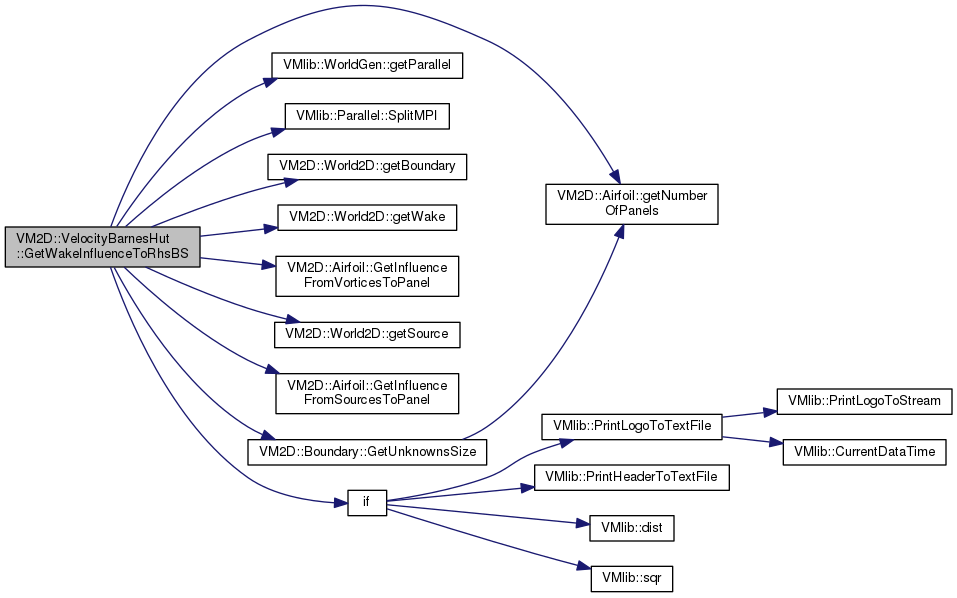 VM2D::VelocityBarnesHut
::GetWakeInfluenceToRhsBS
VMlib::WorldGen::getParallel
VMlib::Parallel::SplitMPI
VM2D::World2D::getBoundary
VM2D::World2D::getWake
VM2D::Airfoil::GetInfluence
FromVorticesToPanel
VM2D::World2D::getSource
VM2D::Airfoil::GetInfluence
FromSourcesToPanel
VM2D::Boundary::GetUnknownsSize
if
VM2D::Airfoil::getNumber
OfPanels
VMlib::PrintLogoToTextFile
VMlib::PrintHeaderToTextFile
VMlib::dist
VMlib::sqr
VMlib::PrintLogoToStream
VMlib::CurrentDataTime